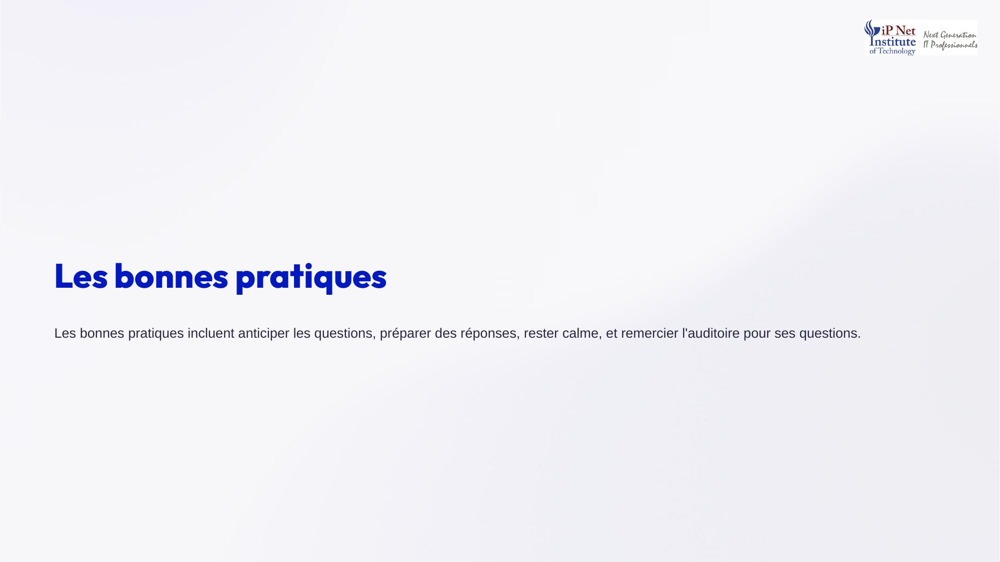 iP Net
Institute
of Technology
Next Generation
IT Professionnels
Les bonnes pratiques
Les bonnes pratiques incluent anticiper les questions, préparer des réponses, rester calme, et remercier l'auditoire pour ses questions.